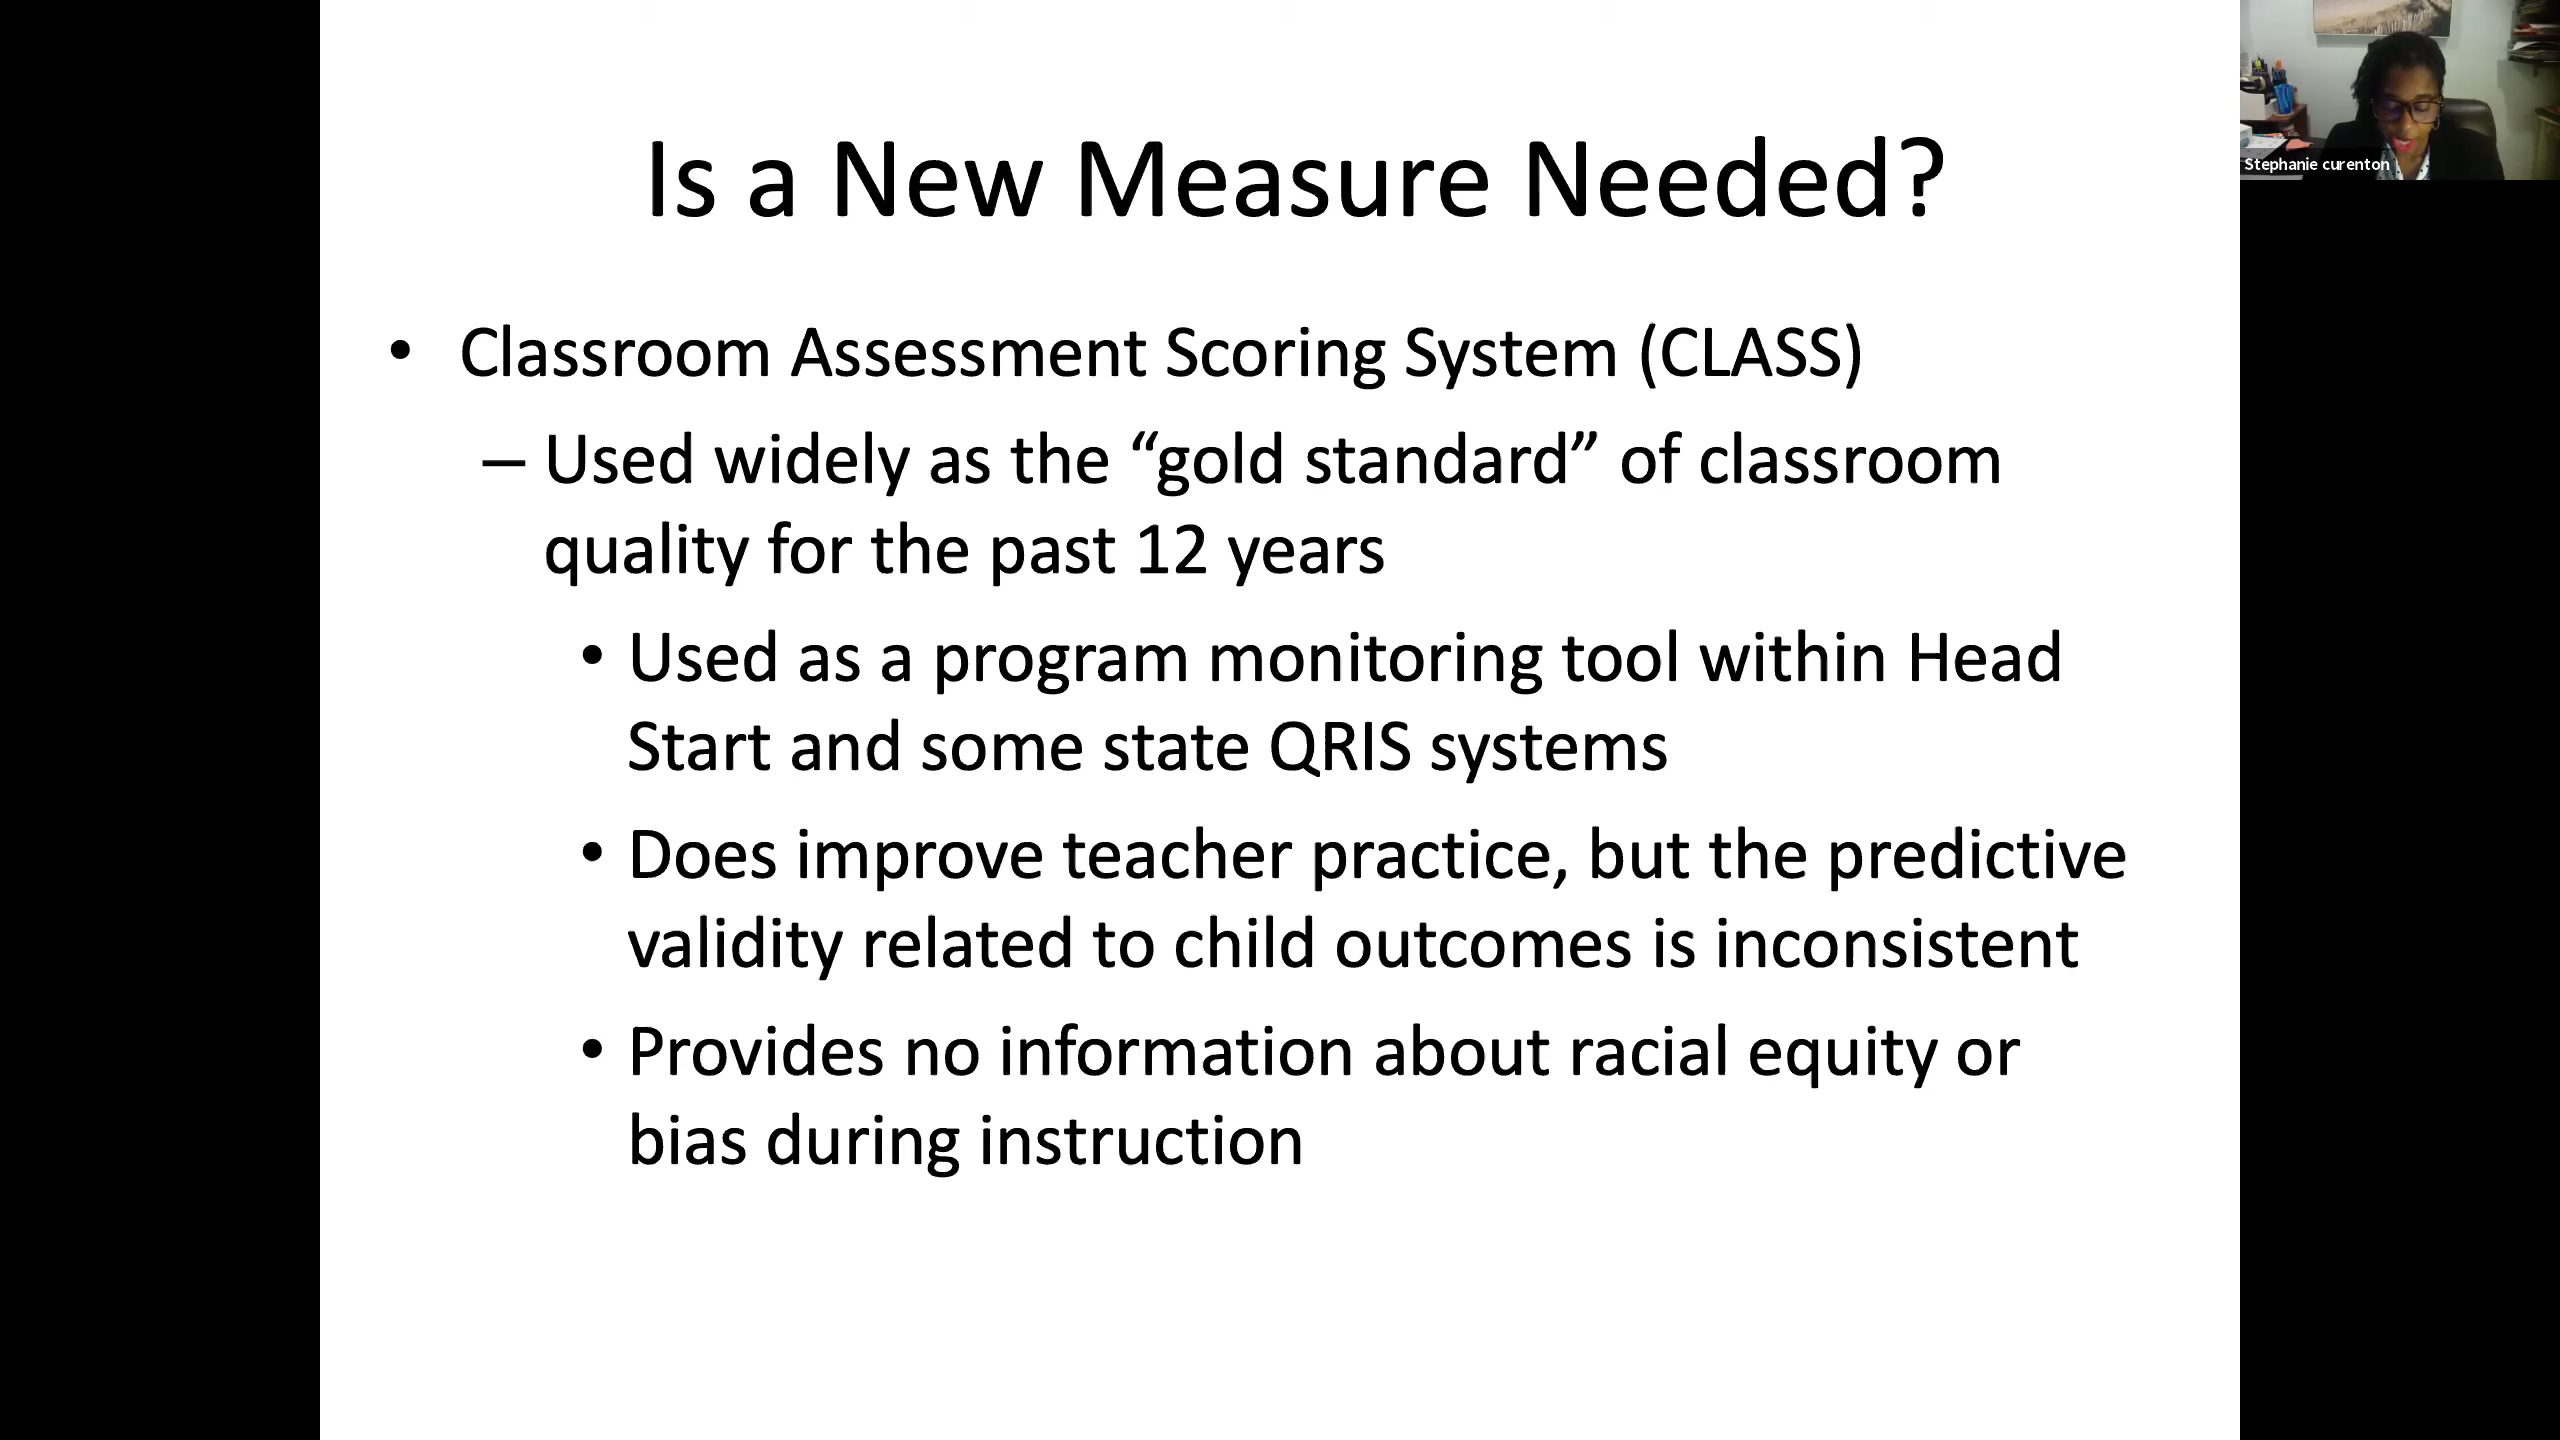 Is a New Measure Needed?
• Classroom Assessment Scoring System (CLASS)
– Used widely as the “gold standard” of classroom
quality for the past 12 years
• Used as a program monitoring tool within Head
Start and some state QRIS systems
• Does improve teacher practice, but the predictive
validity related to child outcomes is inconsistent
• Provides no information about racial equity or
bias during instruction
Stephanie curenton